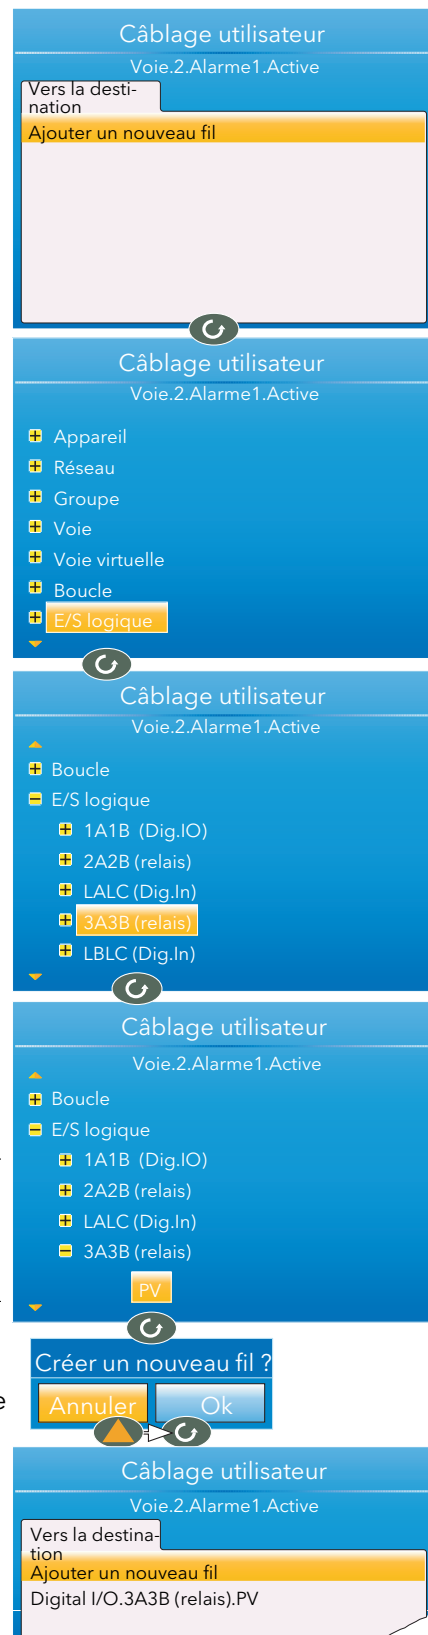 Câblage utilisateur
Voie.2.Alarme1.Active
Vers la desti-
nation
Ajouter un nouveau fil
Câblage utilisateur
Voie.2.Alarme1.Active
Appareil
Réseau
Groupe
Voie
Voie virtuelle
Boucle
E/S logique
Câblage utilisateur
Voie.2.Alarme1.Active
Boucle
E/S logique
1A1B (Dig.IO)
2A2B (relais)
LALC (Dig.In)
3A3B (relais)
LBLC (Dig.In)
Câblage utilisateur
Voie.2.Alarme1.Active
Boucle
E/S logique
1A1B (Dig.IO)
2A2B (relais)
LALC (Dig.In)
3A3B (relais)
PV
Créer un nouveau fil ?
e
Annuler Ok
Câblage utilisateur
Voie.2.Alarme1.Active
Vers la destina-
tion
Ajouter un nouveau fil
Digital I/O.3A3B (relais).PV